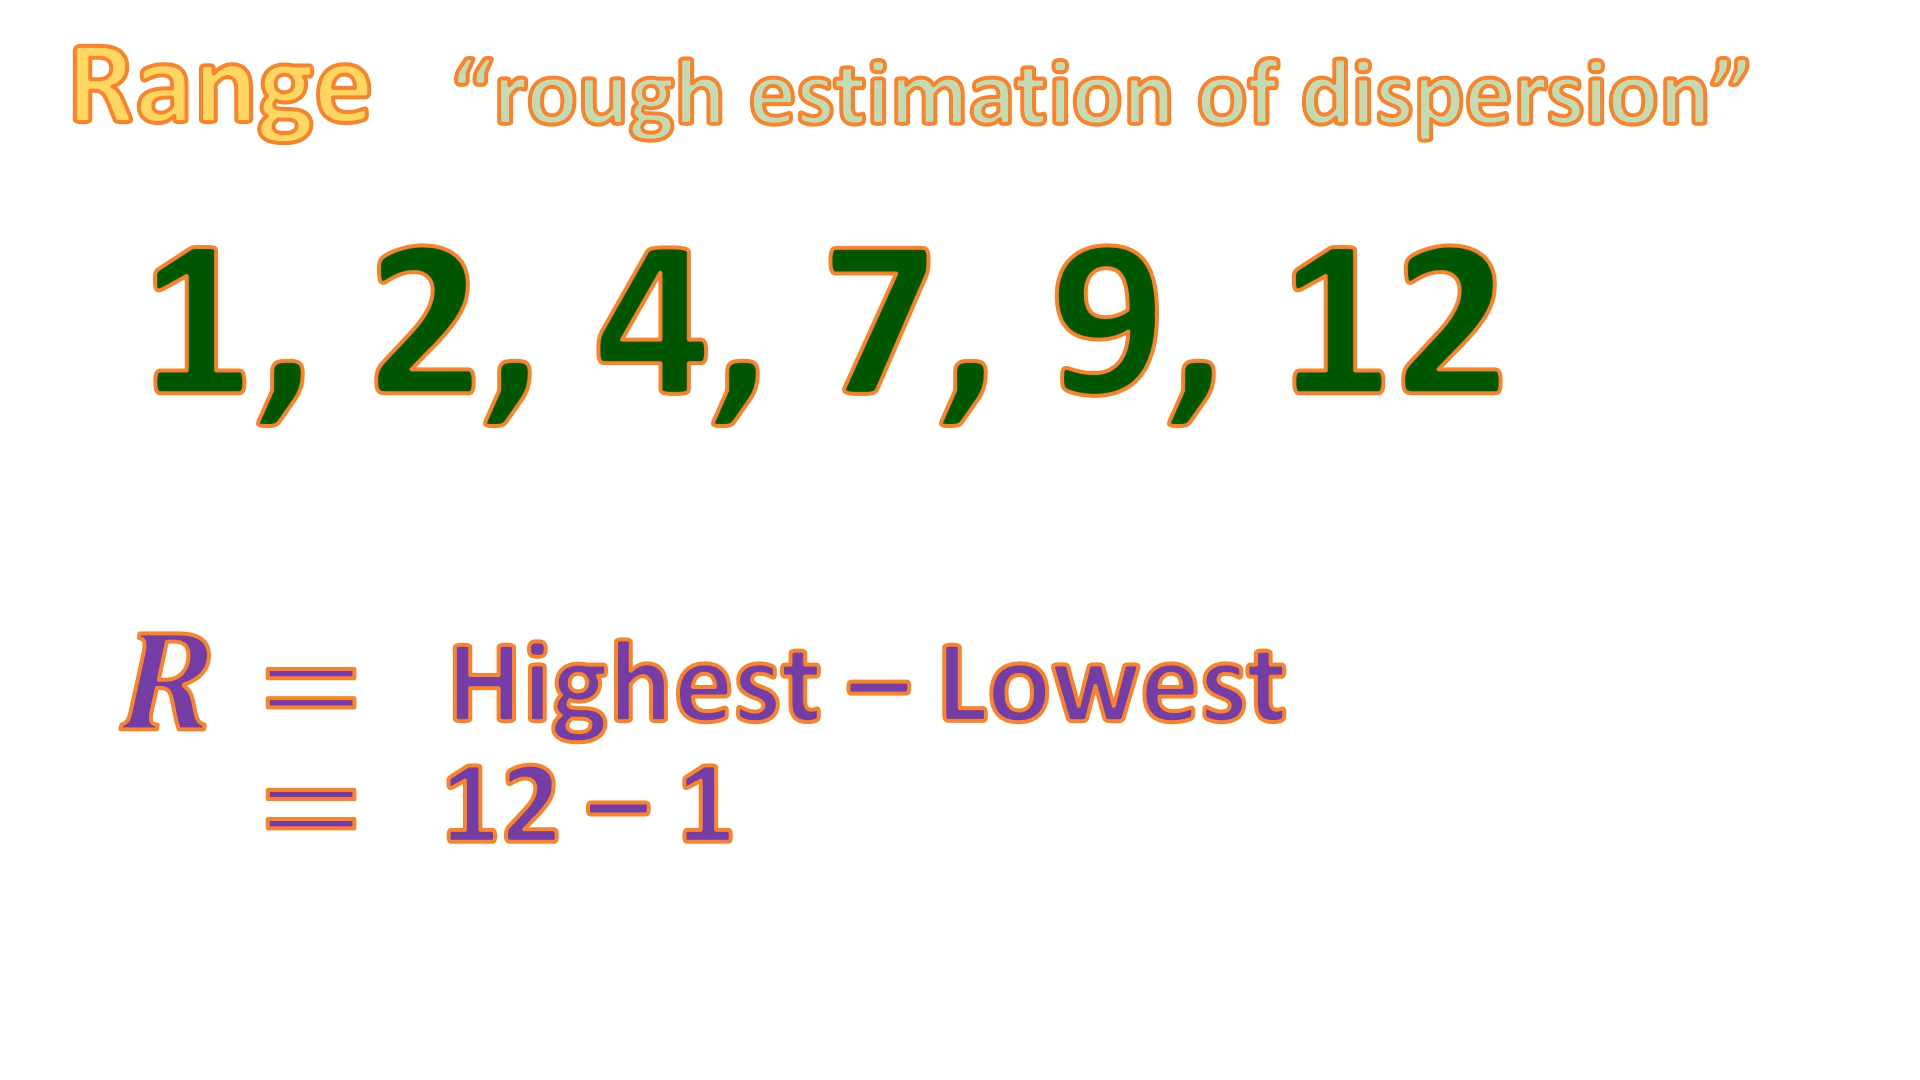 Range “rough estimation of dispersion”
1, 2, 4, 7, 9, 12
R = Highest – Lowest
= 12 – 1